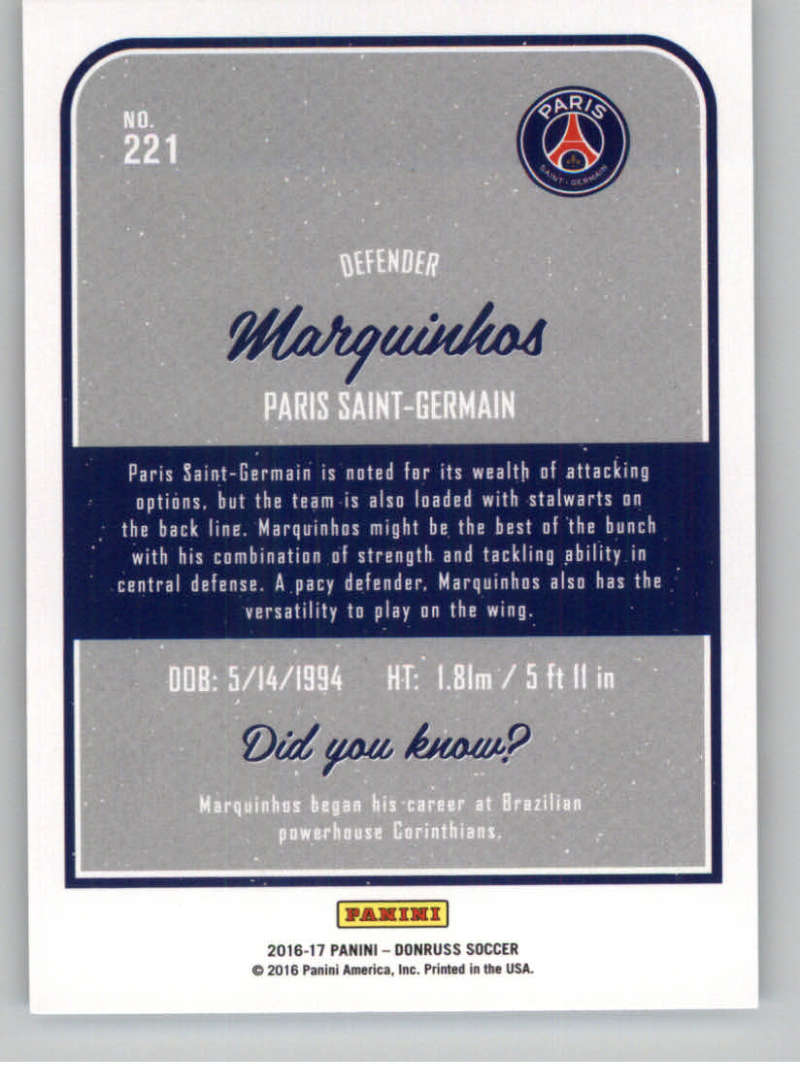 NO.
221
PARIS
SAINT-GERMAIN
DEFENDER
Marquinhos
PARIS SAINT-GERMAIN
Paris Saint-Germain is noted for its wealth of attacking
options, but the team is also loaded with stalwarts on
the back line. Marquinhos might be the best of the bunch
with his combination of strength and tackling ability in
central defense. A pacy defender, Marquinhos also has the
versatility to play on the wing.
DOB: 5/14/1994 HT: 1.81m / 5 ft 11 in
Did you know?
Marquinhos began his career at Brazilian
powerhouse Corinthians.
PANINI
2016-17 PANINI – DONRUSS SOCCER
© 2016 Panini America, Inc. Printed in the USA.